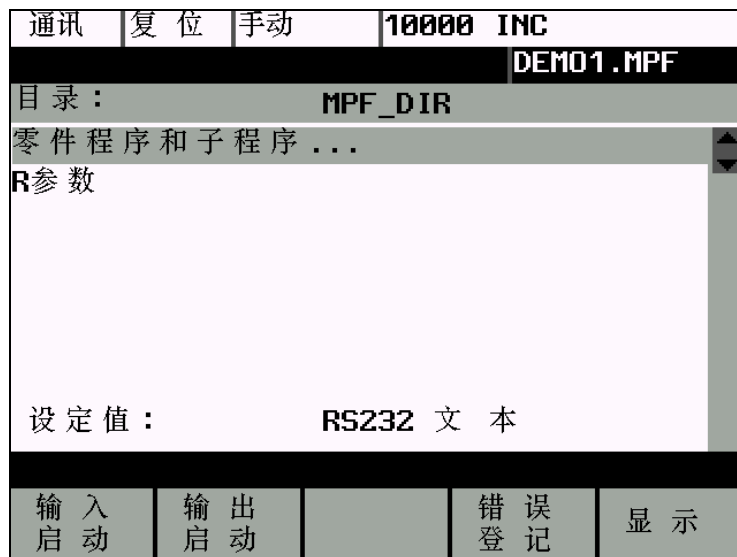 通讯 复位 手动 10000 INC
DEMO1.MPF
目录： MPF_DIR
零件程序和子程序...
R参数
设定值： RS232 文本
输入启动 输出启动 错误登记 显示